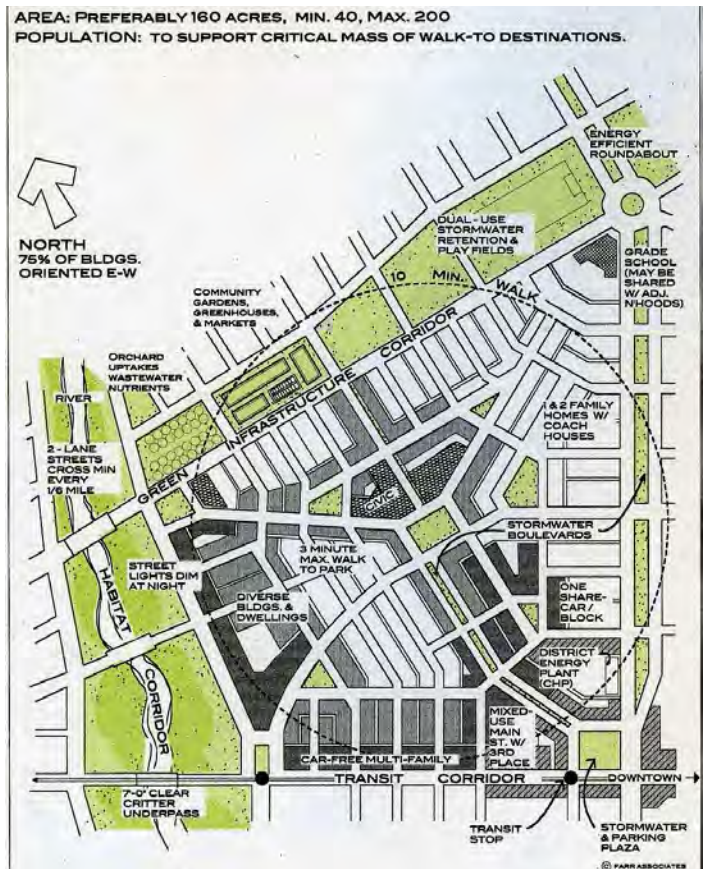 AREA: PREFERABLY 160 ACRES, MIN. 40, MAX. 200
POPULATION: TO SUPPORT CRITICAL MASS OF WALK-TO DESTINATIONS.
ENERGY
EFFICIENT
ROUNDABOUT
NORTH
75% OF BLDGS.
ORIENTED E-W
DUAL-USE
STORMWATER
RETENTION &
PLAY FIELDS
GRADE
SCHOOL
(MAY BE
SHARED
W/ ADJ.
N'HOODS)
10 MIN. WALK
COMMUNITY
GARDENS,
GREENHOUSES,
& MARKETS
ORCHARD
UPTAKES
WASTEWATER
NUTRIENTS
GREEN INFRASTRUCTURE CORRIDOR
RIVER
2-LANE
STREETS
CROSS MIN
EVERY
1/6 MILE
1 & 2 FAMILY
HOMES W/
COACH
HOUSES
CIVIC
STORMWATER
BOULEVARDS
3 MINUTE
MAX. WALK
TO PARK
STREET
LIGHTS DIM
AT NIGHT
DIVERSE
BLDGS. &
DWELLINGS
ONE
SHARE-
CAR/
BLOCK
HABITAT CORRIDOR
DISTRICT
ENERGY
PLANT
(CHP)
MIXED-
USE
MAIN
ST. W/
3RD
PLACE
CAR-FREE MULTI-FAMILY
TRANSIT CORRIDOR
DOWNTOWN
7'-0" CLEAR
CRITTER
UNDERPASS
TRANSIT
STOP
STORMWATER
& PARKING
PLAZA
© FARR ASSOCIATES